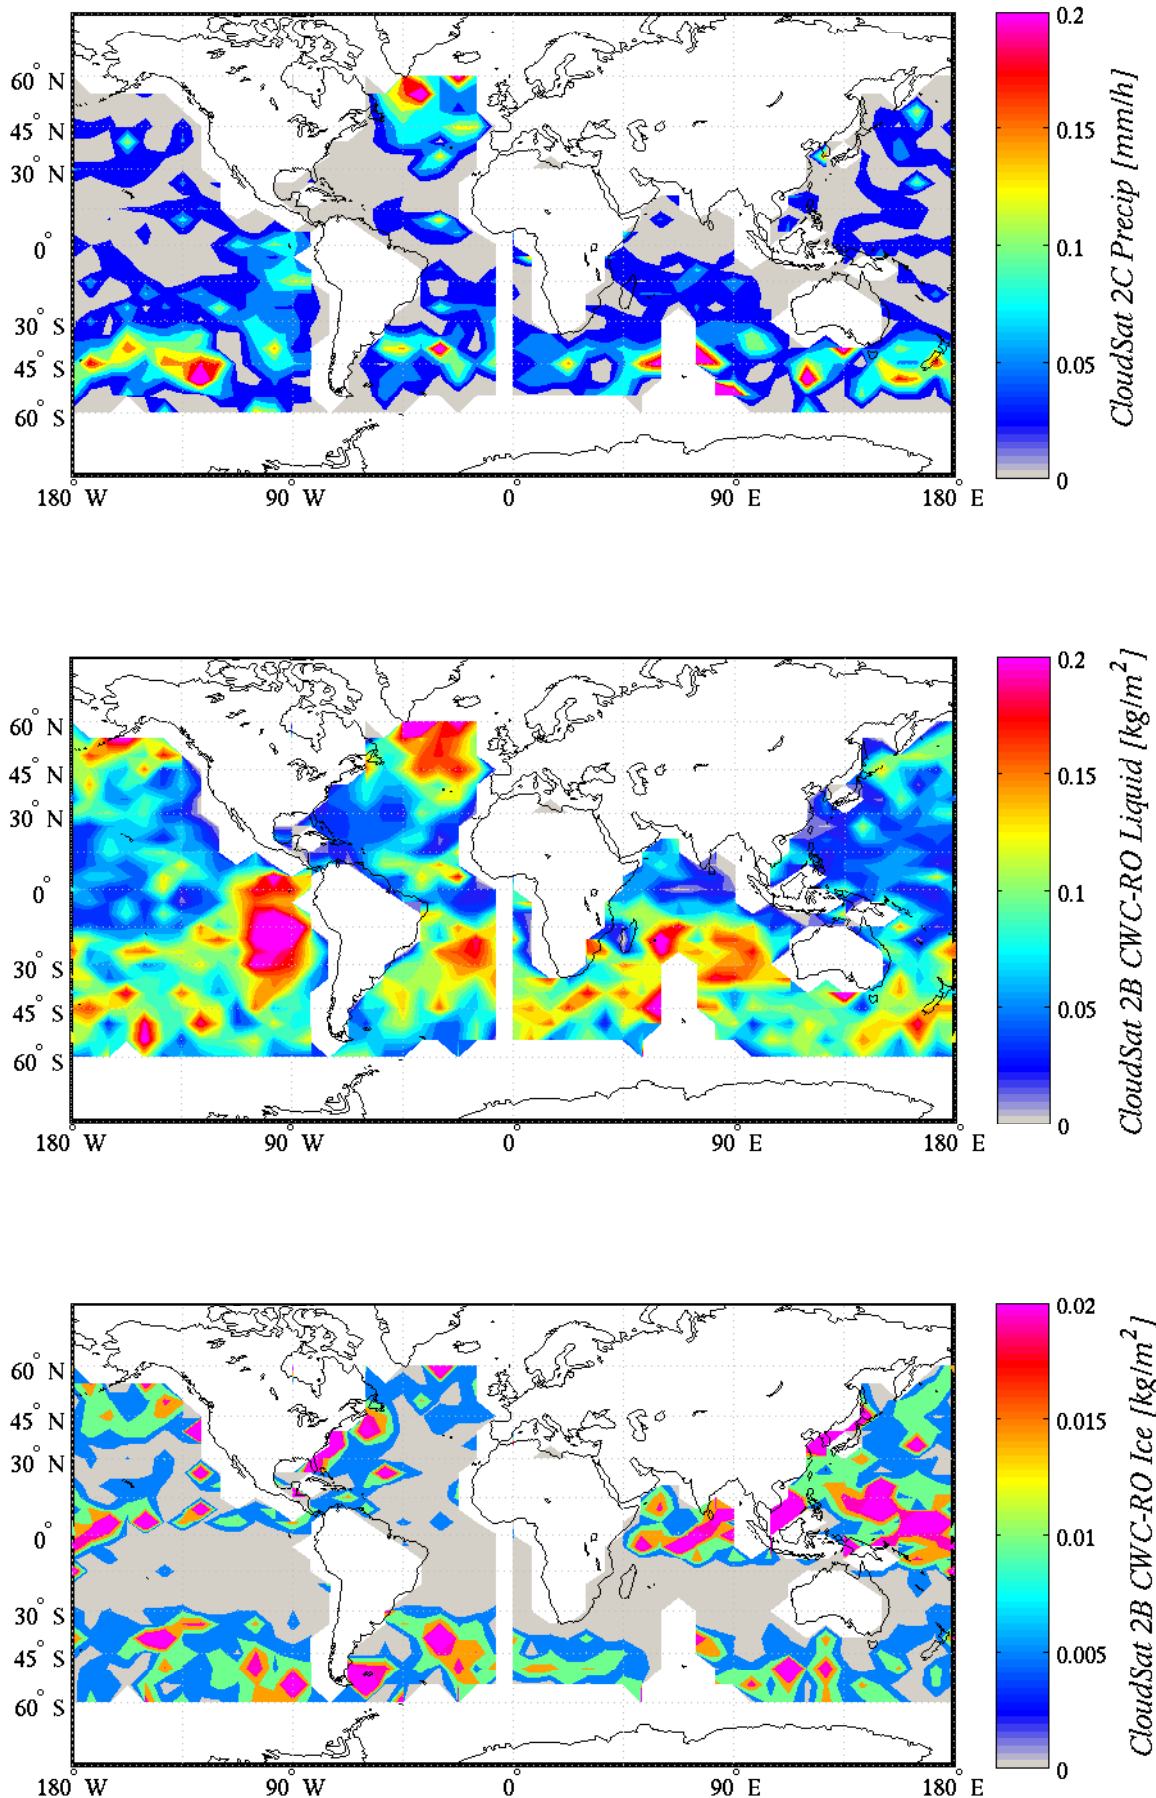 60° N
45° N
30° N
0°
30° S
45° S
60° S
180° W
90° W
0°
90° E
180° E
0.2
0.15
0.1
0.05
0
CloudSat 2C Precip [mm/h]
60° N
45° N
30° N
0°
30° S
45° S
60° S
180° W
90° W
0°
90° E
180° E
0.2
0.15
0.1
0.05
0
CloudSat 2B CWC-RO Liquid [kg/m²]
60° N
45° N
30° N
0°
30° S
45° S
60° S
180° W
90° W
0°
90° E
180° E
0.02
0.015
0.01
0.005
0
CloudSat 2B CWC-RO Ice [kg/m²]